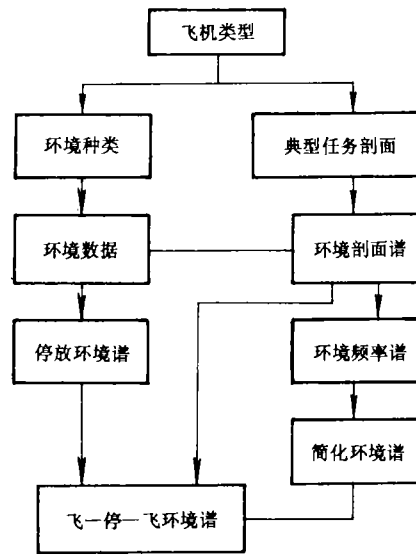 飞机类型
环境种类
典型任务剖面
环境数据
环境剖面谱
停放环境谱
环境频率谱
简化环境谱
飞一停一飞环境谱